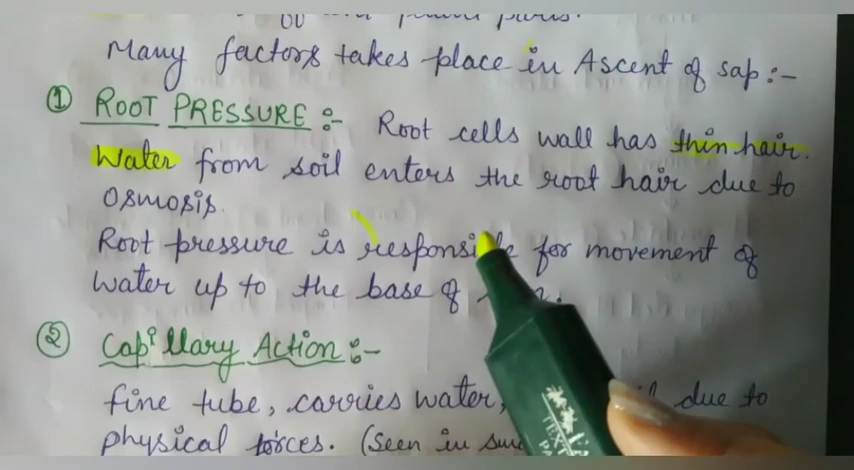 Many factors takes place in Ascent of sap :-
① ROOT PRESSURE :- Root cells wall has thin hair.
Water from soil enters the root hair due to
Osmosis.
Root pressure is for movement of
Water up to the base of
② Capillary Action :-
fine tube, carries water, due to
physical forces. (Seen in
TEXT